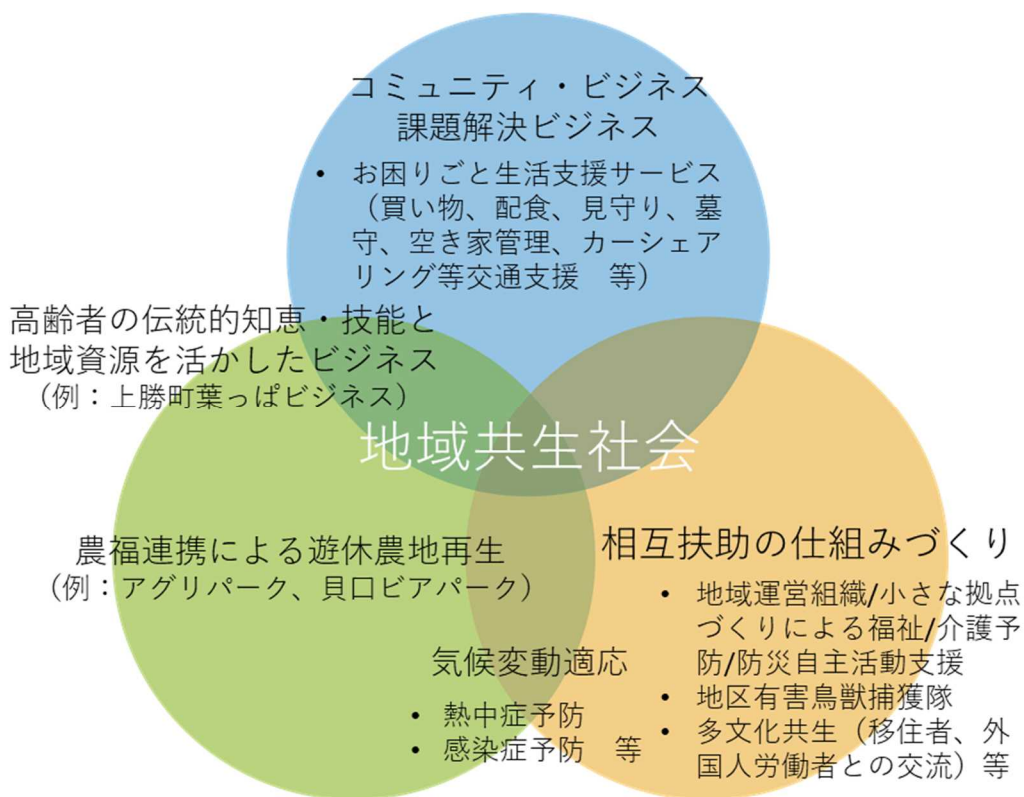 コミュニティ・ビジネス
課題解決ビジネス
• お困りごと生活支援サービス
（買い物、配食、見守り、墓
守、空き家管理、カーシェア
リング等交通支援　等）
高齢者の伝統的知恵・技能と
地域資源を活かしたビジネス
（例：上勝町葉っぱビジネス）
地域共生社会
農福連携による遊休農地再生
（例：アグリパーク、貝口ビアパーク）
相互扶助の仕組みづくり
• 地域運営組織/小さな拠点
づくりによる福祉/介護予
防/防災自主活動支援
• 地区有害鳥獣捕獲隊
• 多文化共生（移住者、外
国人労働者との交流）等
気候変動適応
• 熱中症予防
• 感染症予防　等